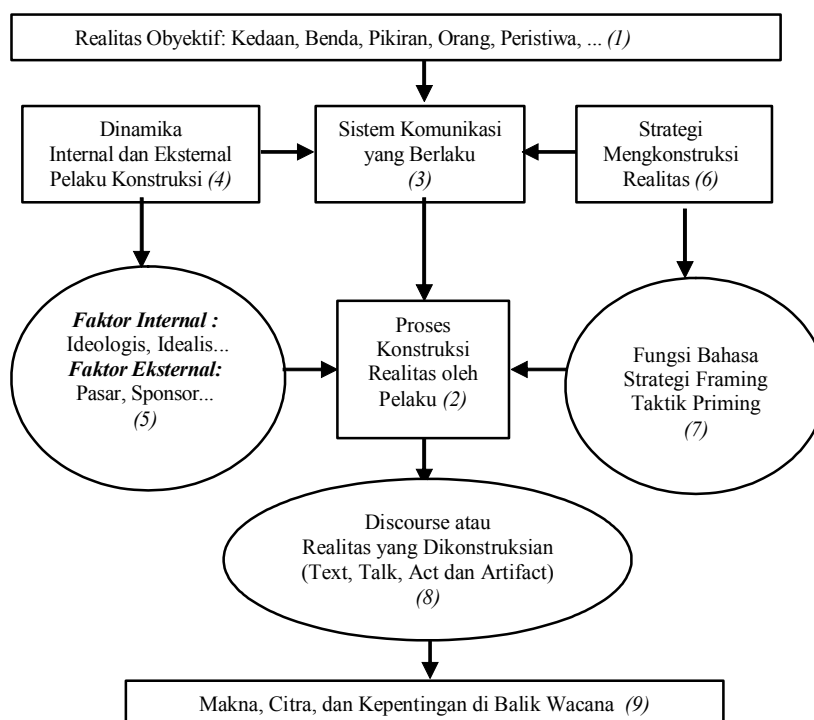 Realitas Obyektif: Kedaan, Benda, Pikiran, Orang, Peristiwa, ... (1)
Dinamika
Internal dan Eksternal
Pelaku Konstruksi (4)
Sistem Komunikasi
yang Berlaku
(3)
Strategi
Mengkonstruksi
Realitas (6)
Faktor Internal :
Ideologis, Idealis...
Faktor Eksternal:
Pasar, Sponsor...
(5)
Proses
Konstruksi
Realitas oleh
Pelaku (2)
Fungsi Bahasa
Strategi Framing
Taktik Priming
(7)
Discourse atau
Realitas yang Dikonstruksian
(Text, Talk, Act dan Artifact)
(8)
Makna, Citra, dan Kepentingan di Balik Wacana (9)